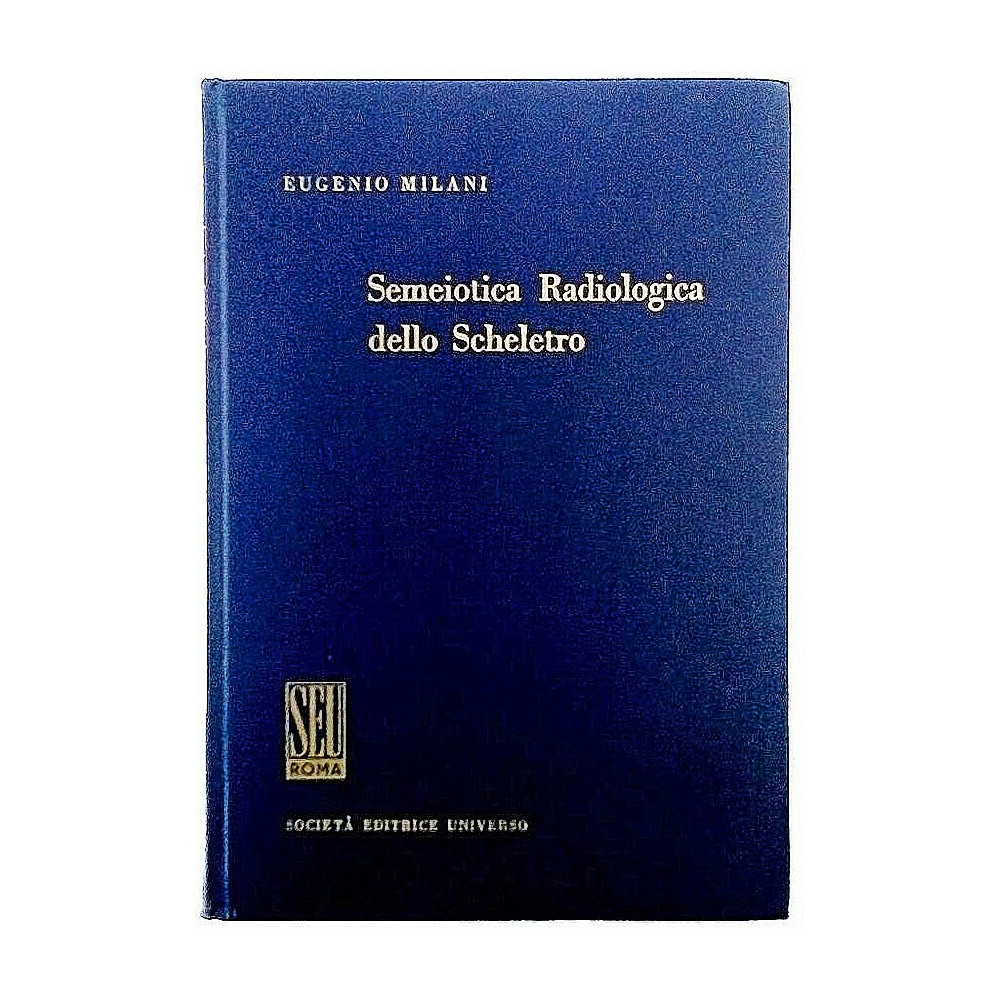 EUGENIO MILANI
Semeiotica Radiologica
dello Scheletro
SEU
ROMA
SOCIETÀ EDITRICE UNIVERSO